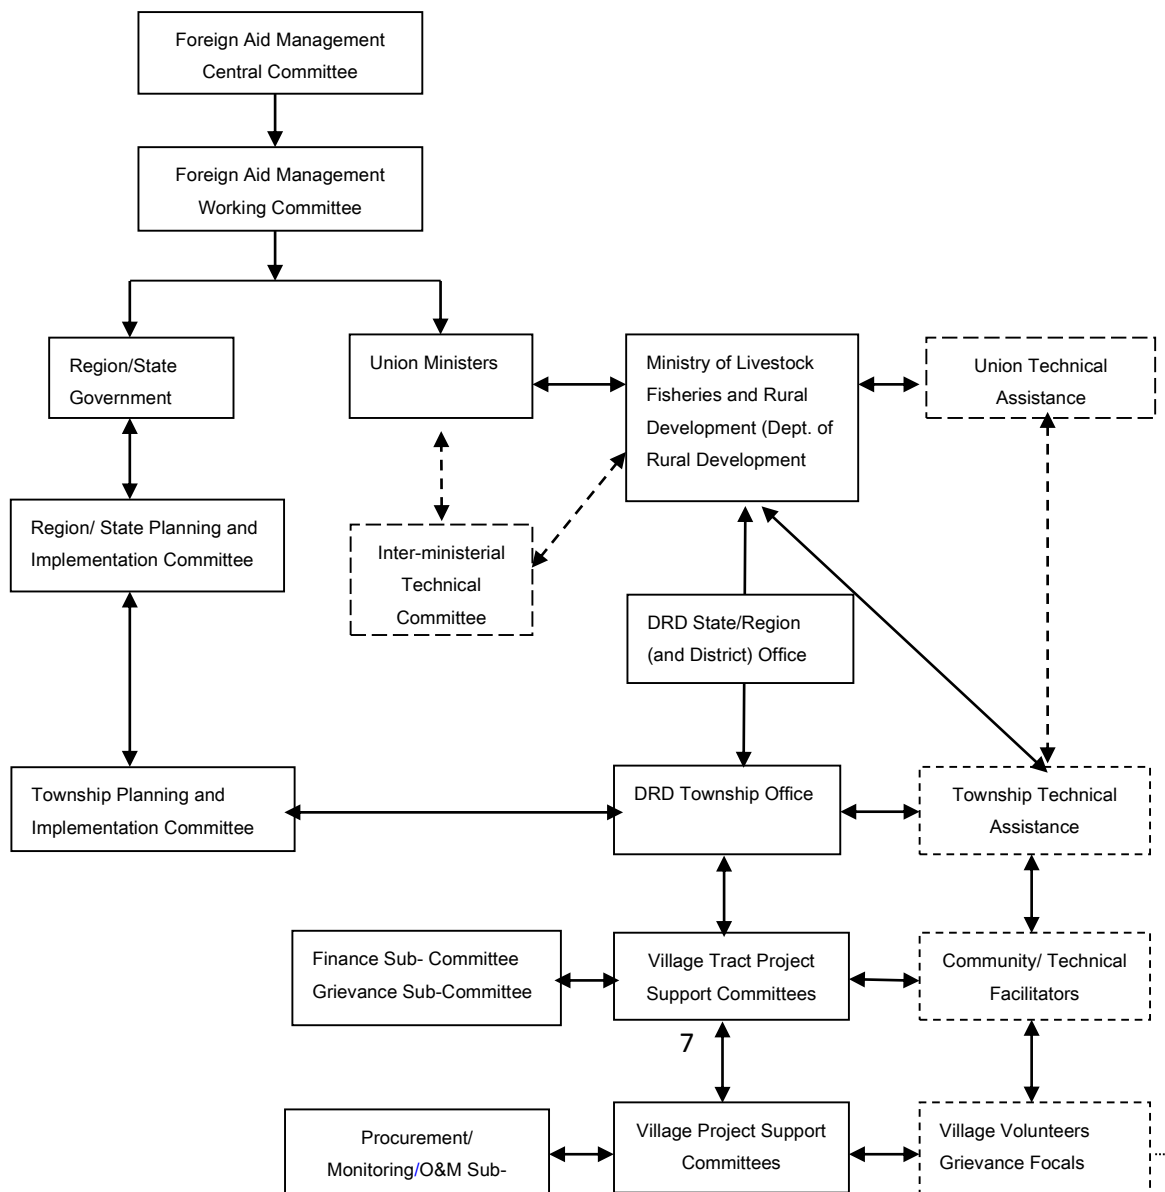 Foreign Aid Management
Central Committee
Foreign Aid Management
Working Committee
Region/State
Government
Union Ministers
Ministry of Livestock
Fisheries and Rural
Development (Dept. of
Rural Development
Union Technical
Assistance
Region/ State Planning and
Implementation Committee
Inter-ministerial
Technical
Committee
DRD State/Region
(and District) Office
Township Planning and
Implementation Committee
DRD Township Office
Township Technical
Assistance
Finance Sub- Committee
Grievance Sub-Committee
Village Tract Project
Support Committees
Community/ Technical
Facilitators
7
Procurement/
Monitoring/O&M Sub-
Village Project Support
Committees
Village Volunteers
Grievance Focals
...